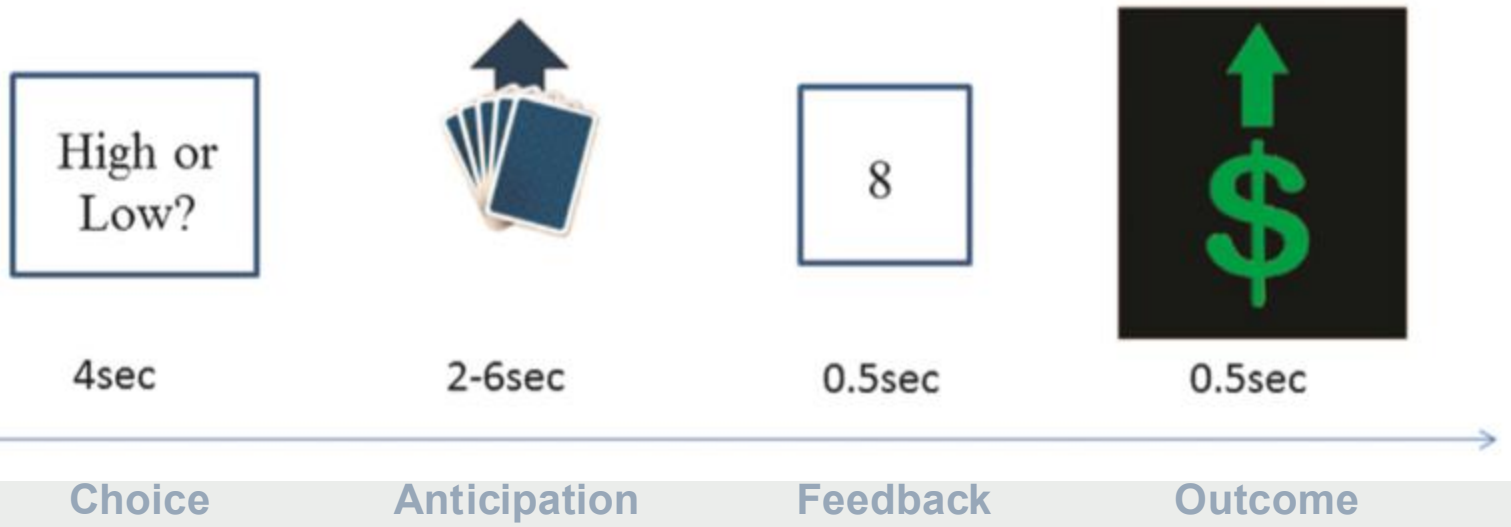 High or
Low?
8
$
4sec
2-6sec
0.5sec
0.5sec
Choice
Anticipation
Feedback
Outcome